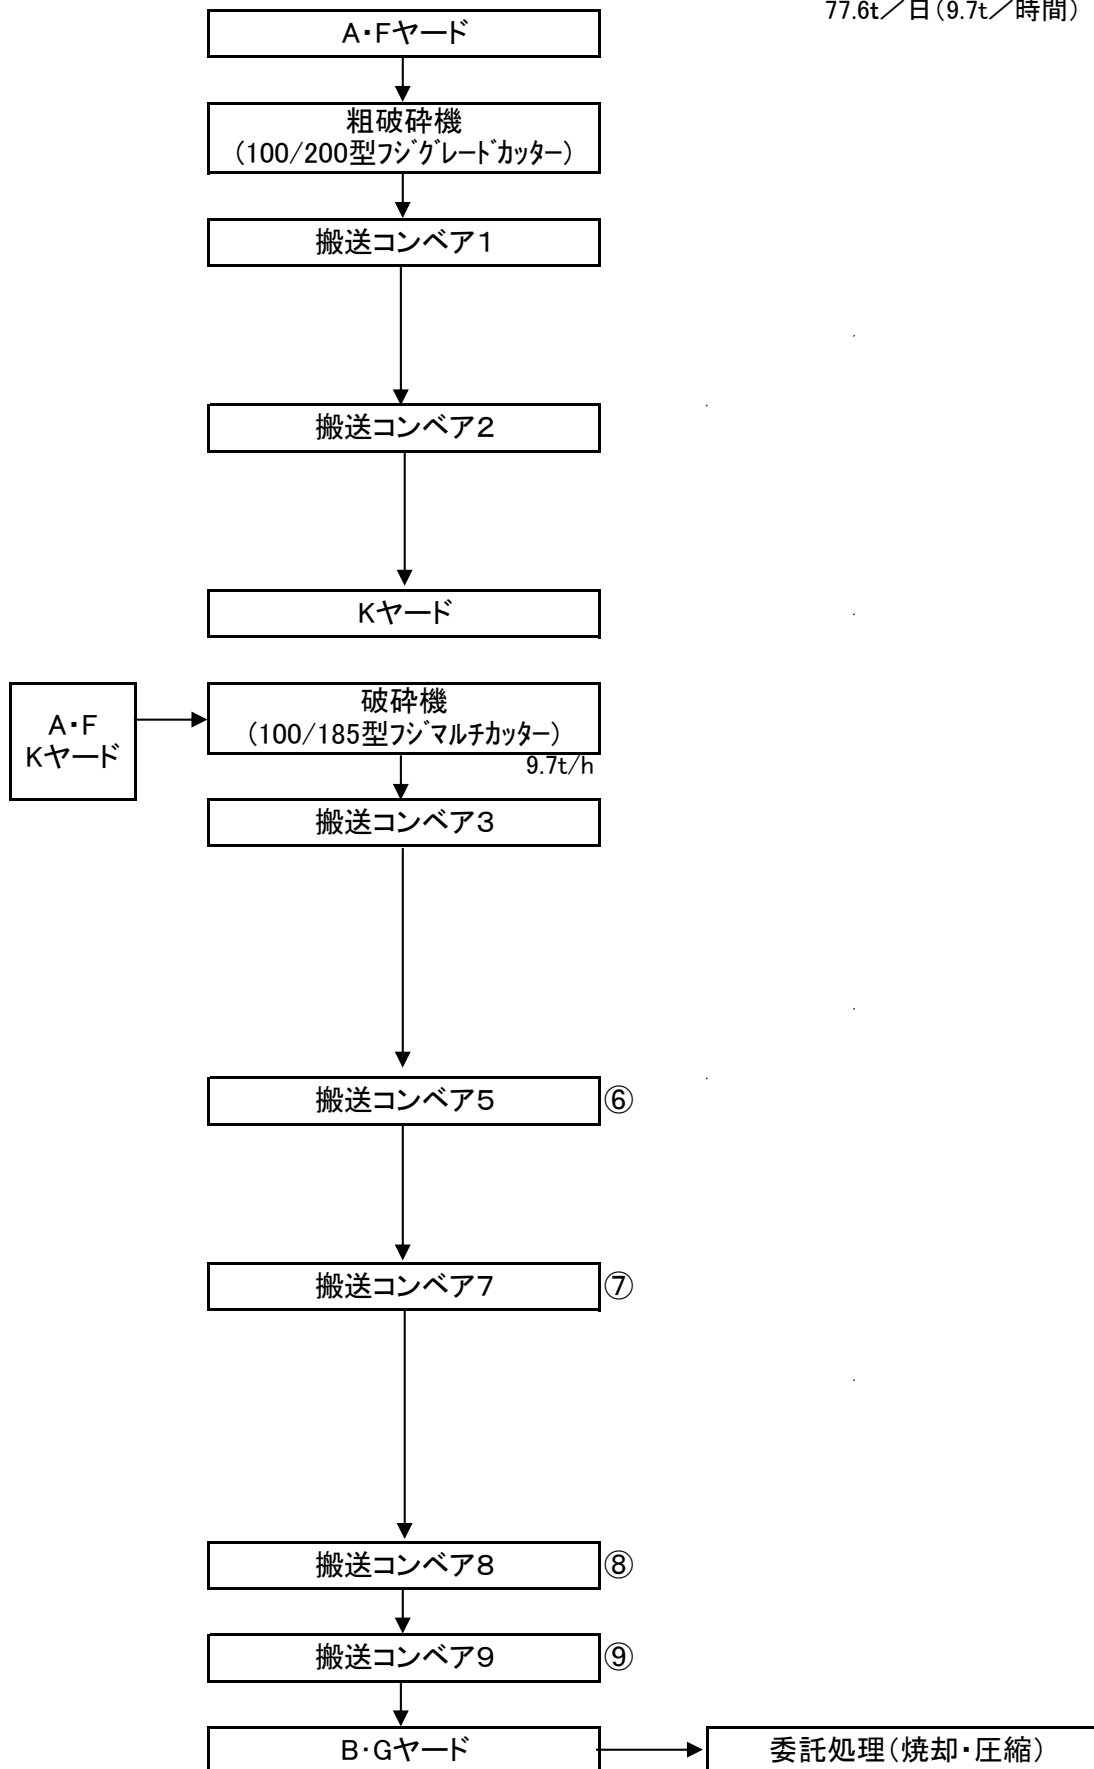 77.6t／日（9.7t／時間）
A・Fヤード
粗破砕機
（100/200型ﾌｼﾞｸﾞﾚｰﾄﾞｶｯﾀｰ）
搬送コンベア１
搬送コンベア２
Kヤード
A・F
Kヤード
破砕機
（100/185型ﾌｼﾞﾏﾙﾁｶｯﾀｰ）
9.7t/h
搬送コンベア３
搬送コンベア５ ⑥
搬送コンベア７ ⑦
搬送コンベア８ ⑧
搬送コンベア９ ⑨
B・Gヤード
委託処理（焼却・圧縮）